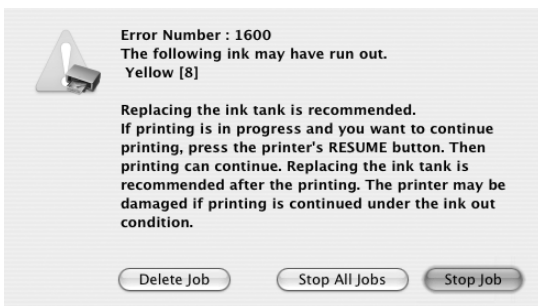 Error Number : 1600
The following ink may have run out.
Yellow [8]
Replacing the ink tank is recommended.
If printing is in progress and you want to continue
printing, press the printer's RESUME button. Then
printing can continue. Replacing the ink tank is
recommended after the printing. The printer may be
damaged if printing is continued under the ink out
condition.
Delete Job Stop All Jobs Stop Job